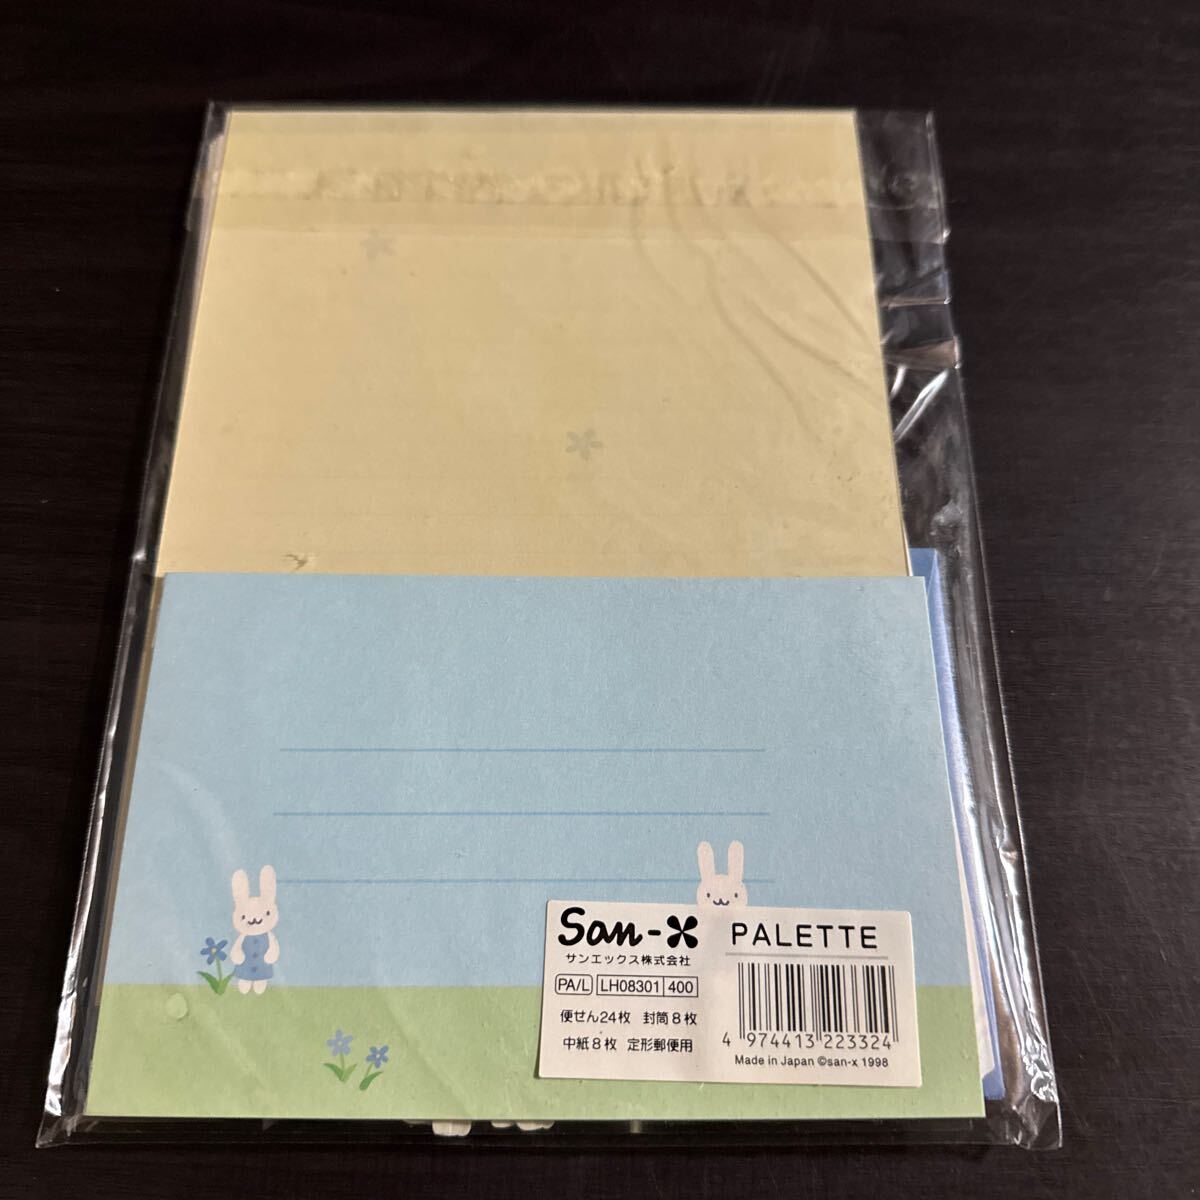 San-X
PALETTE
サンエックス株式会社
PA/L LH08301 400
便せん24枚 封筒8枚
中紙8枚 定形郵便用
4 974413 223324
Made in Japan ©san-x 1998